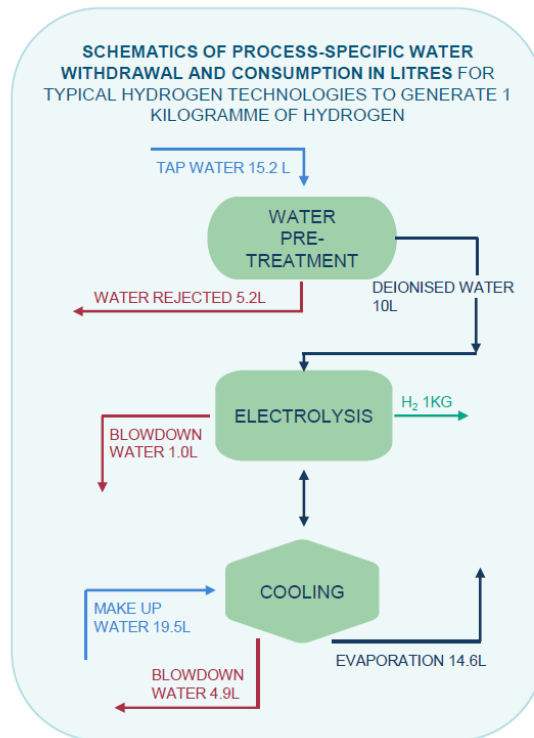 SCHEMATICS OF PROCESS-SPECIFIC WATER
WITHDRAWAL AND CONSUMPTION IN LITRES FOR
TYPICAL HYDROGEN TECHNOLOGIES TO GENERATE 1
KILOGRAMME OF HYDROGEN
TAP WATER 15.2 L
WATER
PRE-
TREATMENT
WATER REJECTED 5.2L
DEIONISED WATER
10L
ELECTROLYSIS
H₂ 1KG
BLOWDOWN
WATER 1.0L
COOLING
MAKE UP
WATER 19.5L
EVAPORATION 14.6L
BLOWDOWN
WATER 4.9L